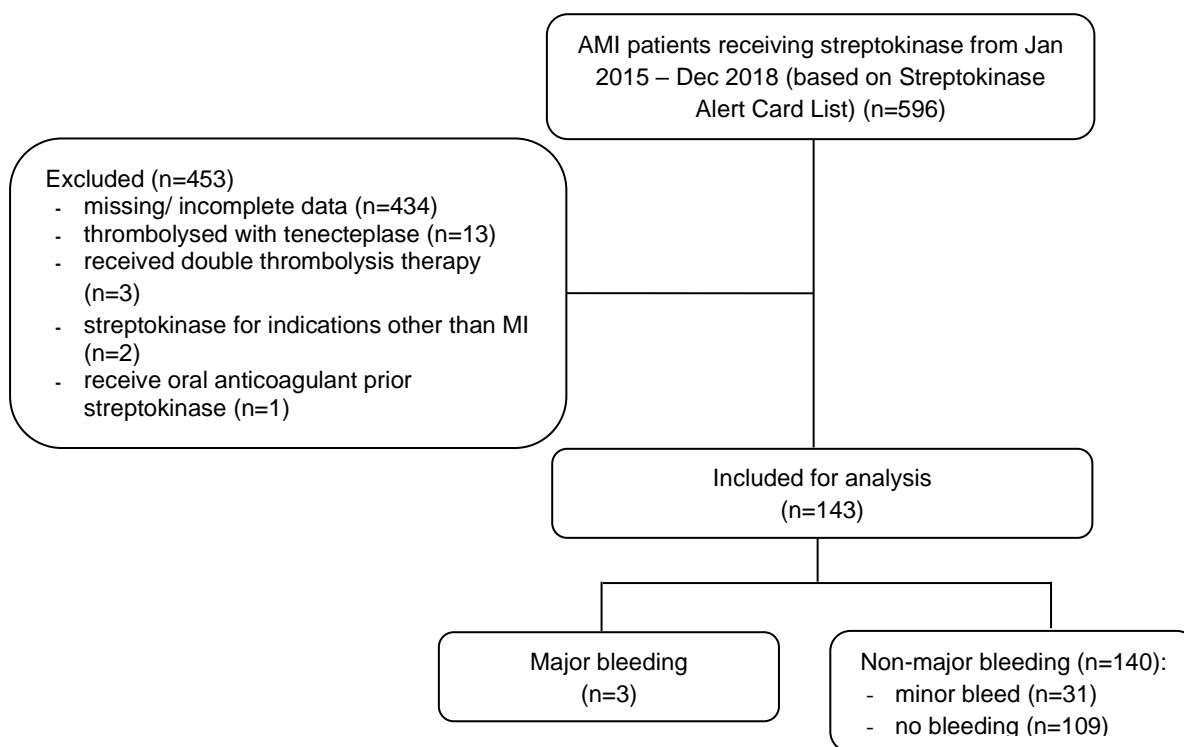 AMI patients receiving streptokinase from Jan
2015 – Dec 2018 (based on Streptokinase
Alert Card List) (n=596)
Excluded (n=453)
- missing/ incomplete data (n=434)
- thrombolysed with tenecteplase (n=13)
- received double thrombolysis therapy
(n=3)
- streptokinase for indications other than MI
(n=2)
- receive oral anticoagulant prior
streptokinase (n=1)
Included for analysis
(n=143)
Major bleeding
(n=3)
Non-major bleeding (n=140):
- minor bleed (n=31)
- no bleeding (n=109)